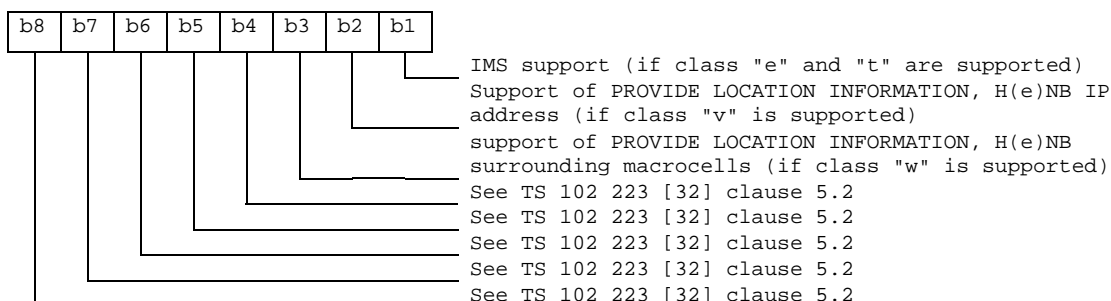 b8 b7 b6 b5 b4 b3 b2 b1
IMS support (if class "e" and "t" are supported)
Support of PROVIDE LOCATION INFORMATION, H(e)NB IP
address (if class "v" is supported)
support of PROVIDE LOCATION INFORMATION, H(e)NB
surrounding macrocells (if class "w" is supported)
See TS 102 223 [32] clause 5.2
See TS 102 223 [32] clause 5.2
See TS 102 223 [32] clause 5.2
See TS 102 223 [32] clause 5.2
See TS 102 223 [32] clause 5.2